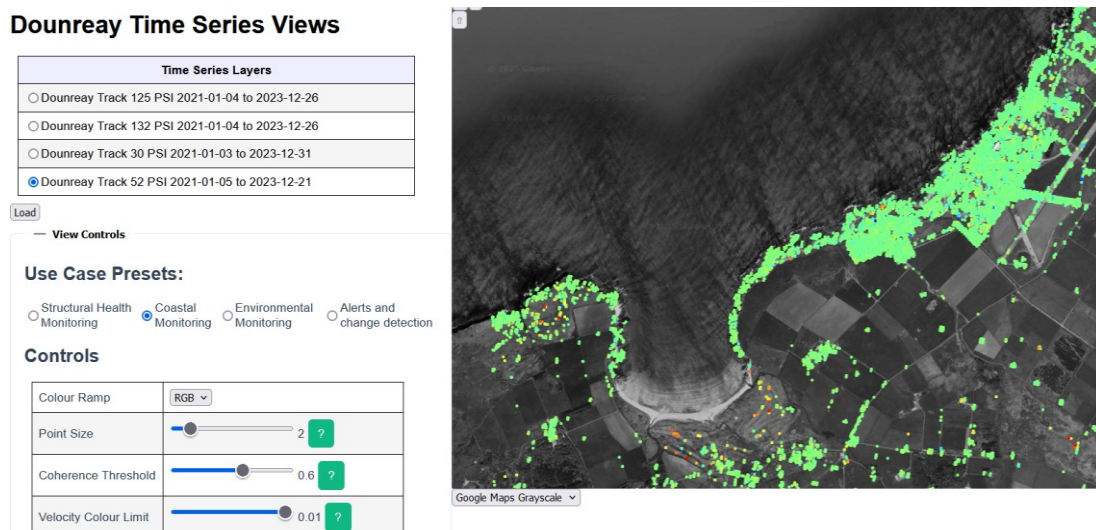 Dounreay Time Series Views
Time Series Layers
Dounreay Track 125 PSI 2021-01-04 to 2023-12-26
Dounreay Track 132 PSI 2021-01-04 to 2023-12-26
Dounreay Track 30 PSI 2021-01-03 to 2023-12-31
Dounreay Track 52 PSI 2021-01-05 to 2023-12-21
Load
View Controls
Use Case Presets:
Structural Health
Monitoring
Coastal
Monitoring
Environmental
Monitoring
Alerts and
change detection
Controls
Colour Ramp RGB
Point Size 2 ?
Coherence Threshold 0.6 ?
Velocity Colour Limit 0.01 ?
⇧
Google Maps Grayscale